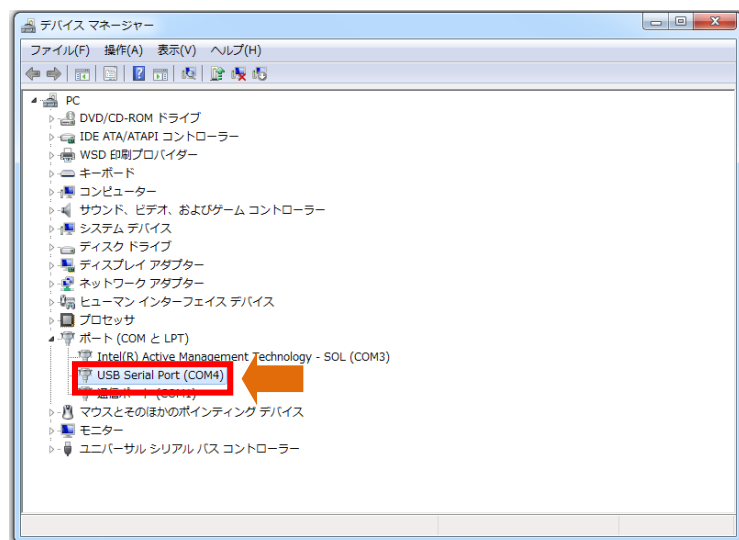 デバイス マネージャー
ファイル(F) 操作(A) 表示(V) ヘルプ(H)
PC
DVD/CD-ROM ドライブ
IDE ATA/ATAPI コントローラー
WSD 印刷プロバイダー
キーボード
コンピューター
サウンド、ビデオ、およびゲーム コントローラー
システム デバイス
ディスク ドライブ
ディスプレイ アダプター
ネットワーク アダプター
ヒューマン インターフェイス デバイス
プロセッサ
ポート (COM と LPT)
Intel(R) Active Management Technology - SOL (COM3)
USB Serial Port (COM4)
通信ポート (COM1)
マウスとそのほかのポインティング デバイス
モニター
ユニバーサル シリアル バス コントローラー